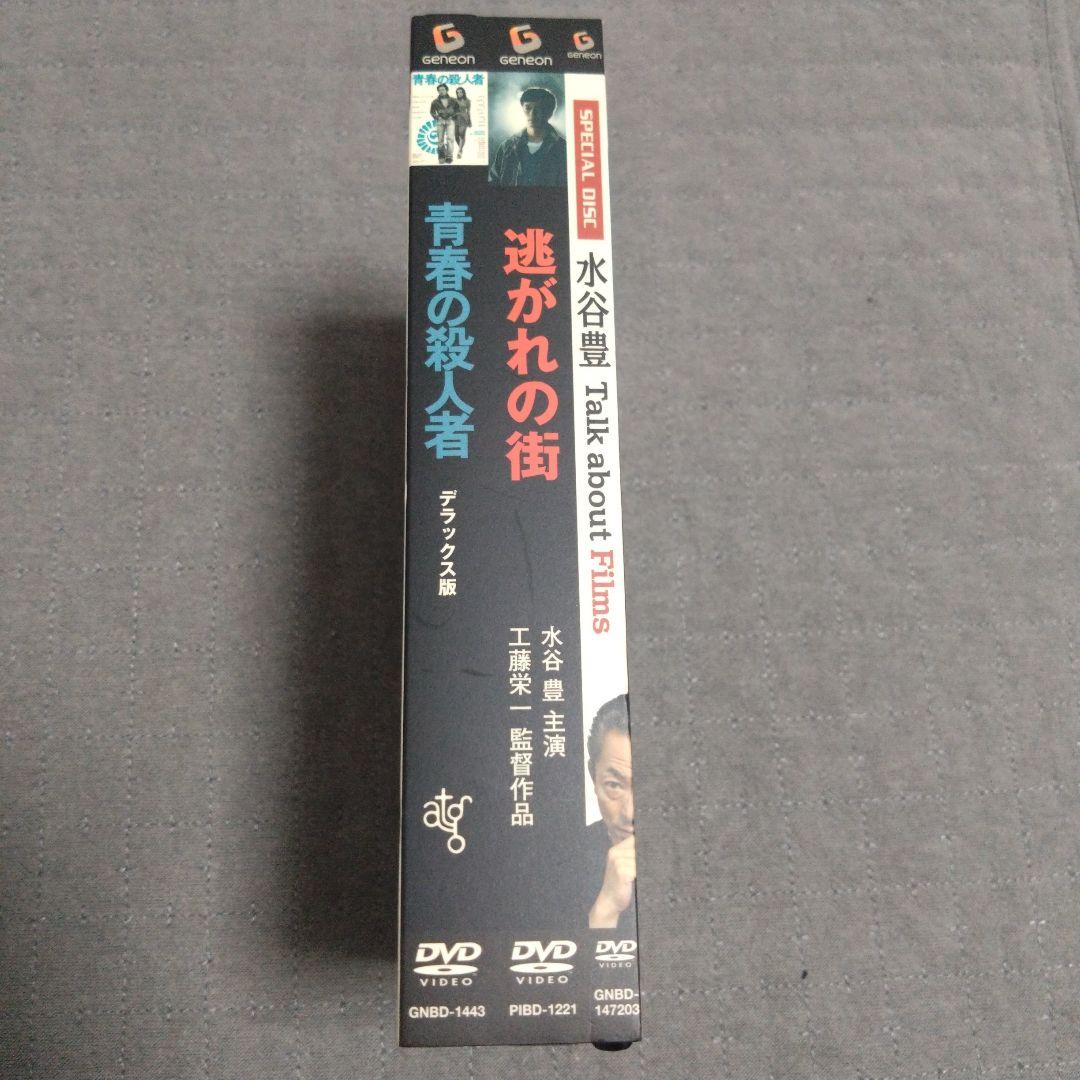 GENEON
青春の殺人者
青春の殺人者
デラックス版
atg
DVD
VIDEO
GNBD-1443
GENEON
逃がれの街
水谷 豊 主演
工藤栄一 監督作品
DVD
VIDEO
PIBD-1221
GENEON
SPECIAL DISC
水谷豊 Talk about Films
DVD
VIDEO
GNBD-
147203